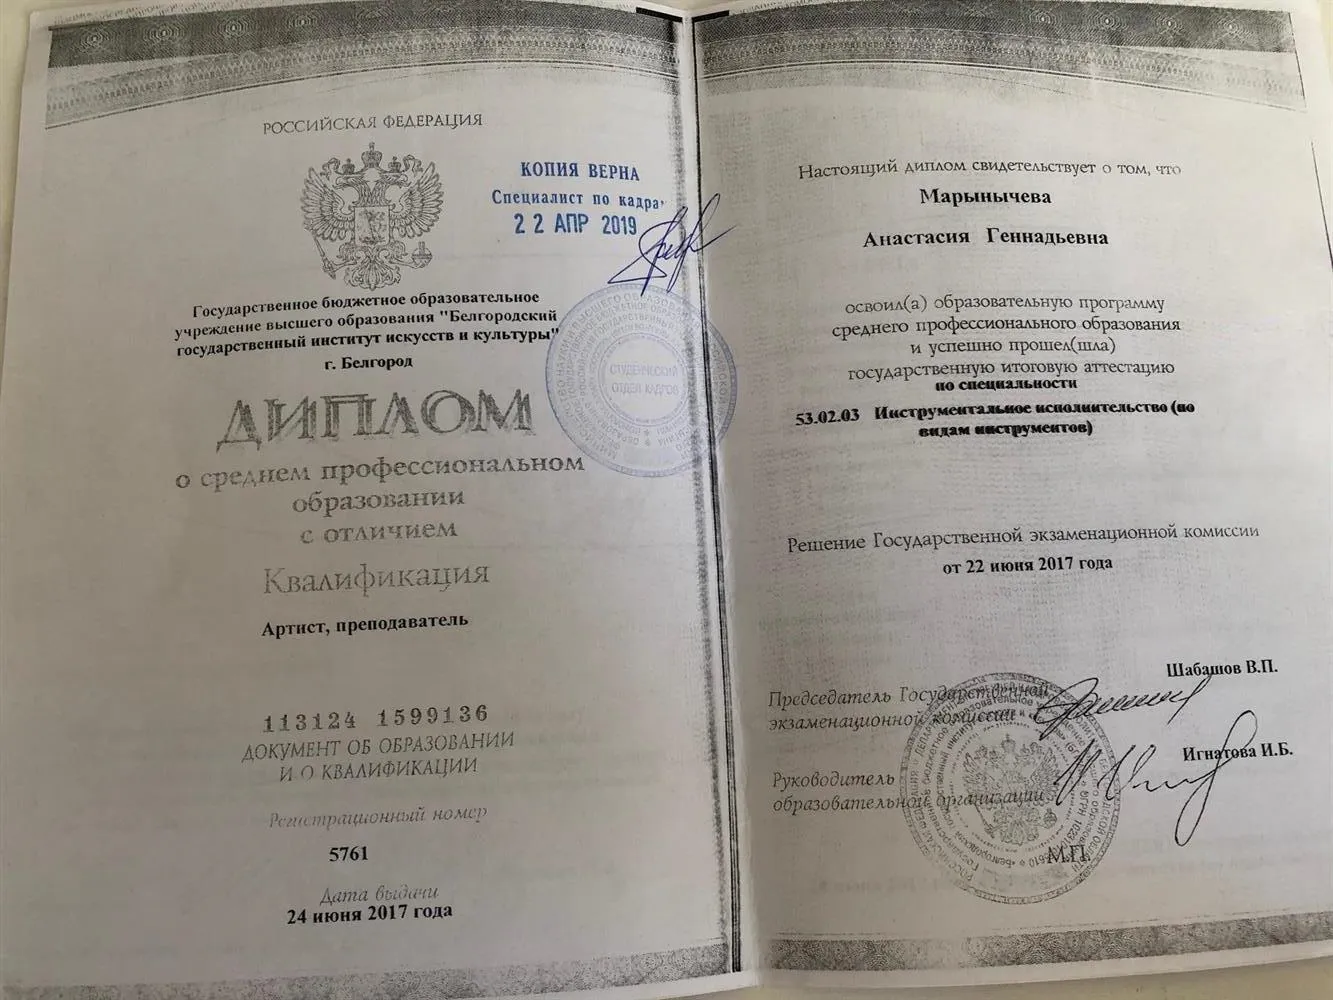 РОССИЙСКАЯ ФЕДЕРАЦИЯ
КОПИЯ ВЕРНА
Специалист по кадра
22 АПР 2019
Государственное бюджетное образовательное
учреждение высшего образования "Белгородский
государственный институт искусств и культуры"
г. Белгород
СТУДЕНЧЕСКИЙ
ОТДЕЛ КАДРОВ
ДИПЛОМ
о среднем профессиональном
образовании
с отличием
Квалификация
Артист, преподаватель
113124 1599136
ДОКУМЕНТ ОБ ОБРАЗОВАНИИ
И О КВАЛИФИКАЦИИ
Регистрационный номер
5761
Дата выдачи
24 июня 2017 года
Настоящий диплом свидетельствует о том, что
Марынычева
Анастасия Геннадьевна
освоил(а) образовательную программу
среднего профессионального образования
и успешно прошел(шла)
государственную итоговую аттестацию
по специальности
53.02.03 Инструментальное исполнительство (по
видам инструментов)
Решение Государственной экзаменационной комиссии
от 22 июня 2017 года
Шабашов В.П.
Председатель Государственной
экзаменационной комиссии
Игнатова И.Б.
Руководитель
образовательной организации
М.П.